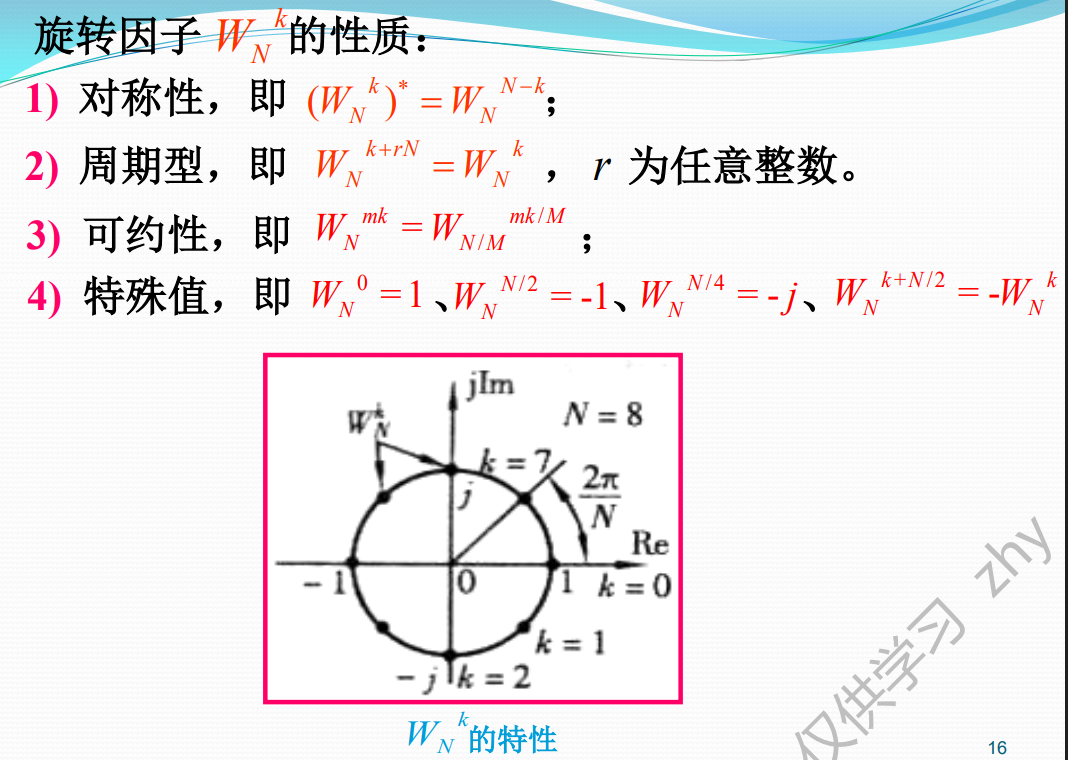 旋转因子 W_N^k 的性质：
1) 对称性，即 (W_N^k)^* = W_N^{N-k}；
2) 周期型，即 W_N^{k+rN} = W_N^k ， r 为任意整数。
3) 可约性，即 W_N^{mk} = W_{N/M}^{mk/M} ；
4) 特殊值，即 W_N^0 = 1 、W_N^{N/2} = -1、W_N^{N/4} = -j、W_N^{k+N/2} = -W_N^k
jIm
W_N^k
N = 8
k = 7
2π/N
j
Re
-1
0
1
k = 0
k = 1
-j
k = 2
W_N^k 的特性
仅供学习 zhy
16